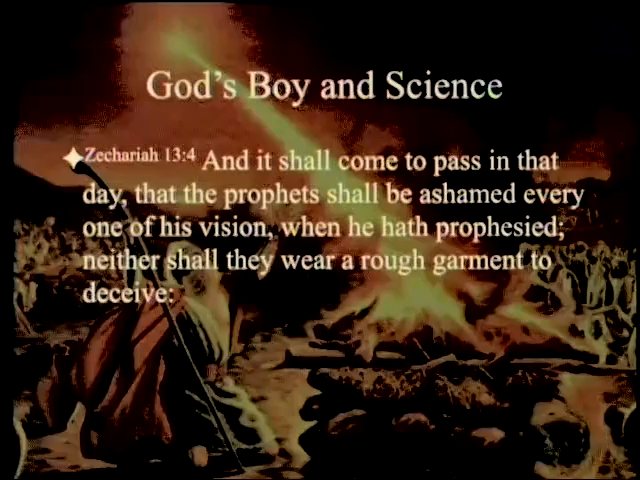 God's Boy and Science
Zechariah 13:4 And it shall come to pass in that
day, that the prophets shall be ashamed every
one of his vision, when he hath prophesied;
neither shall they wear a rough garment to
deceive: